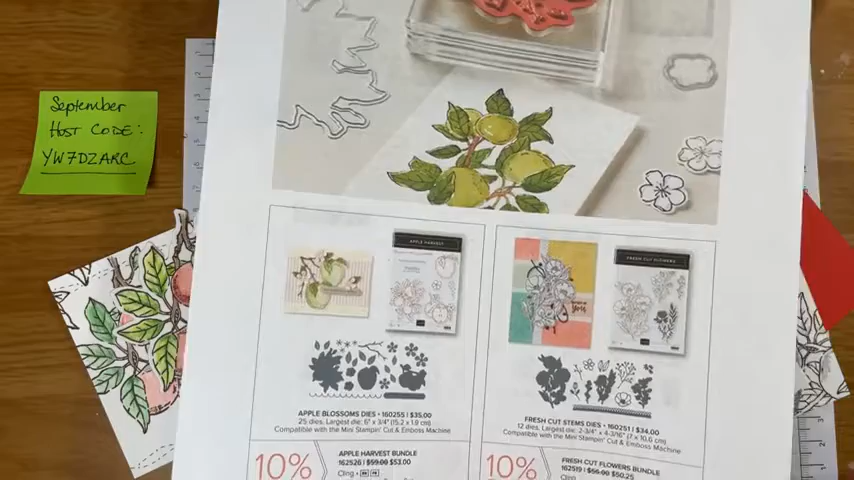 September
Host Code:
YW7DZARC
APPLE HARVEST
FRESH CUT FLOWERS
APPLE BLOSSOMS DIES • 160255 | $35.00
25 dies, Largest die: 6" x 3/4" (15.2 x 1.9 cm)
Compatible with the Mini Stampin' Cut & Emboss Machine
FRESH CUT STEMS DIES • 160251 | $34.00
12 dies, Largest die: 2-3/4" x 4-3/16" (7 x 10.6 cm)
Compatible with the Mini Stampin' Cut & Emboss Machine
10%
APPLE HARVEST BUNDLE
162526 | $59.00 $53.00
Cling •
10%
FRESH CUT FLOWERS BUNDLE
162519 | $56.00 $50.25
Cling